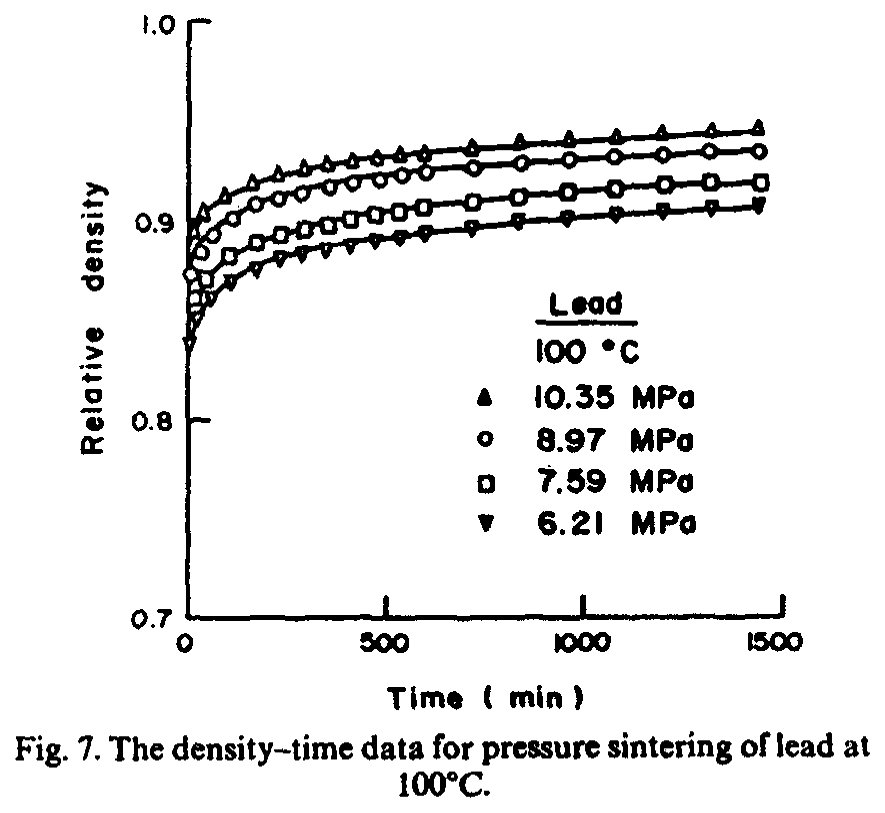 1.0
0.9
0.8
0.7
Relative density
0
500
1000
1500
Time ( min )
Lead
100 °C
10.35 MPa
8.97 MPa
7.59 MPa
6.21 MPa
Fig. 7. The density–time data for pressure sintering of lead at
100°C.